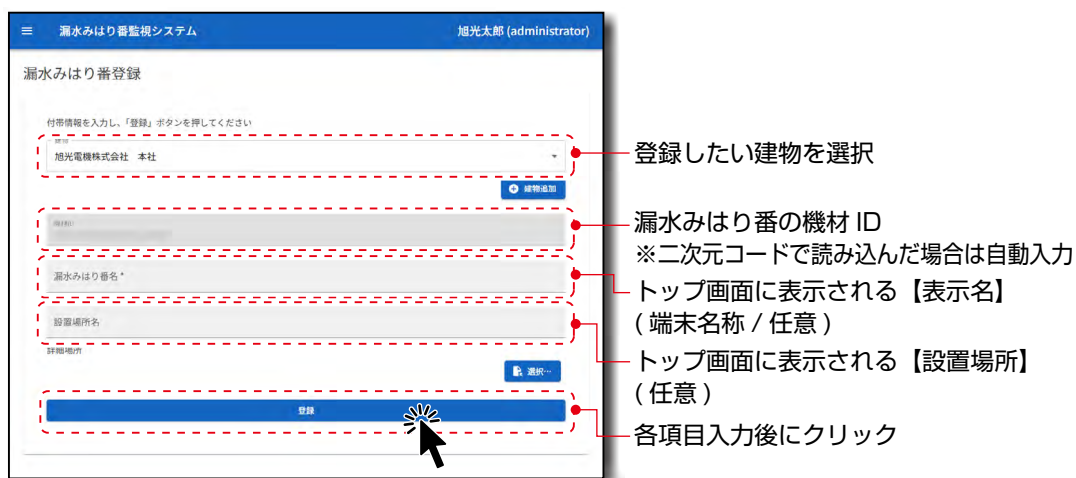 漏水みはり番監視システム
旭光太郎 (administrator)
漏水みはり番登録
付帯情報を入力し、「登録」ボタンを押してください
建物
旭光電機株式会社 本社
登録したい建物を選択
建物追加
漏水みはり番の機材 ID
※二次元コードで読み込んだ場合は自動入力
漏水みはり番名 *
トップ画面に表示される【表示名】
( 端末名称 / 任意 )
設置場所名
トップ画面に表示される【設置場所】
( 任意 )
詳細場所
選択…
登録
各項目入力後にクリック